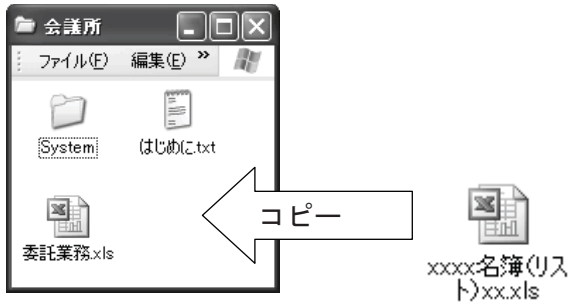 会議所
ファイル(F) 編集(E) »
System
はじめに.txt
委託業務.xls
コピー
xxxx名簿(リス
ト)xx.xls